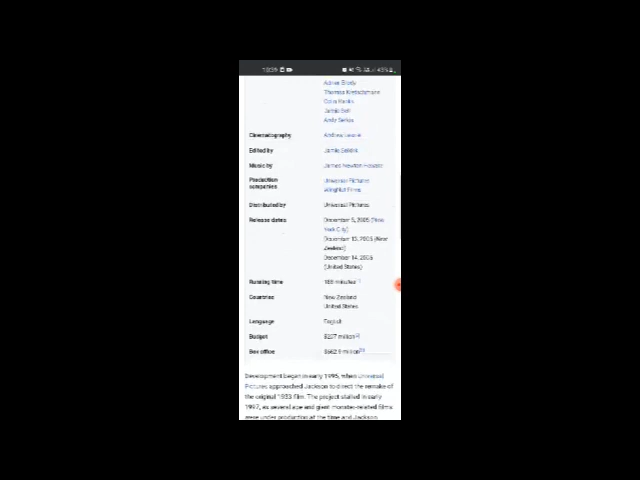 Adrien Brody
Thomas Kretschmann
Colin Hanks
Jamie Bell
Andy Serkis
Cinematography
Andrew Lesnie
Edited by
Jamie Selkirk
Music by
James Newton Howard
Production
companies
Universal Pictures
WingNut Films
Distributed by
Universal Pictures
Release dates
December 5, 2005 (New
York City)
December 13, 2005 (New
Zealand)
December 14, 2005
(United States)
Running time
188 minutes
Countries
New Zealand
United States
Language
English
Budget
$207 million
Box office
Development began in early 1995, when Universal
Pictures approached Jackson to direct the remake of
the original 1933 film. The project stalled in early
1997, as several ape and giant monster-related films
were under production at the time and Jackson